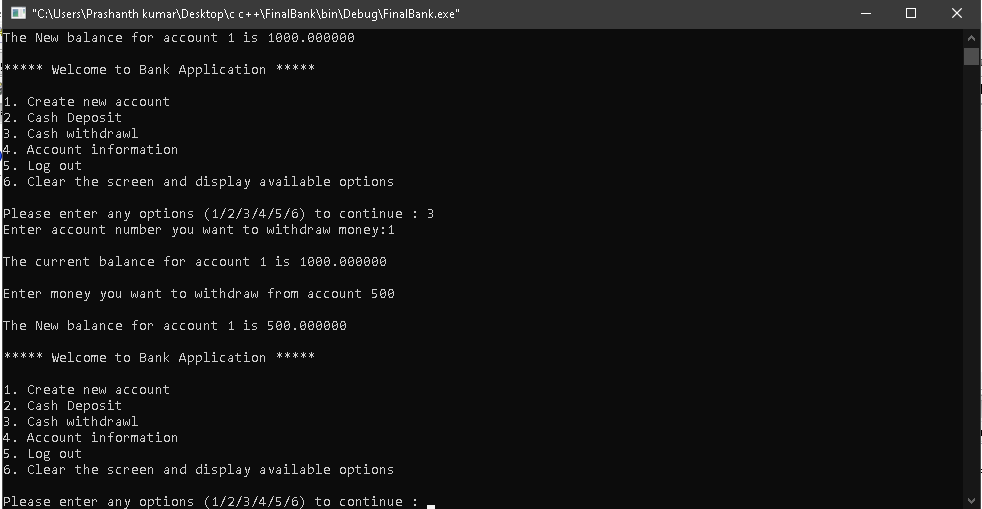 "C:\Users\Prashanth kumar\Desktop\c c++\FinalBank\bin\Debug\FinalBank.exe"
The New balance for account 1 is 1000.000000
***** Welcome to Bank Application *****
1. Create new account
2. Cash Deposit
3. Cash withdrawl
4. Account information
5. Log out
6. Clear the screen and display available options
Please enter any options (1/2/3/4/5/6) to continue : 3
Enter account number you want to withdraw money:1
The current balance for account 1 is 1000.000000
Enter money you want to withdraw from account 500
The New balance for account 1 is 500.000000
***** Welcome to Bank Application *****
1. Create new account
2. Cash Deposit
3. Cash withdrawl
4. Account information
5. Log out
6. Clear the screen and display available options
Please enter any options (1/2/3/4/5/6) to continue :